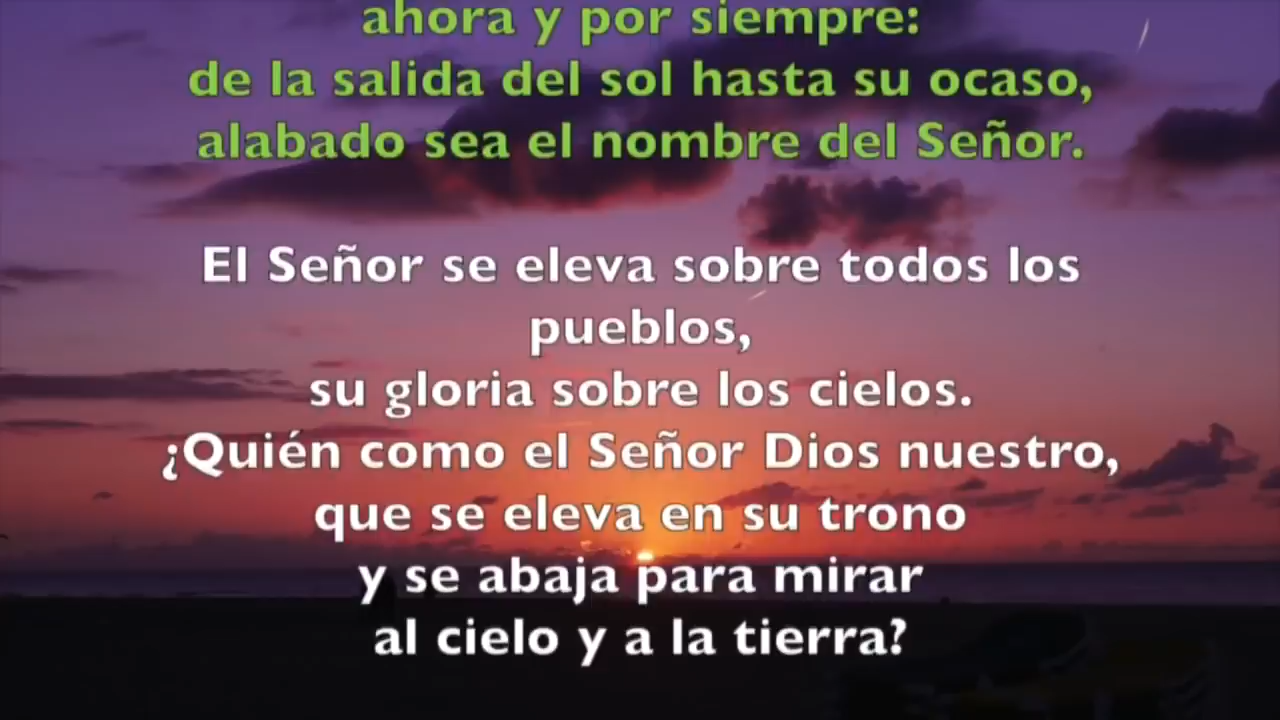 ahora y por siempre:
de la salida del sol hasta su ocaso,
alabado sea el nombre del Señor.
El Señor se eleva sobre todos los
pueblos,
su gloria sobre los cielos.
¿Quién como el Señor Dios nuestro,
que se eleva en su trono
y se abaja para mirar
al cielo y a la tierra?